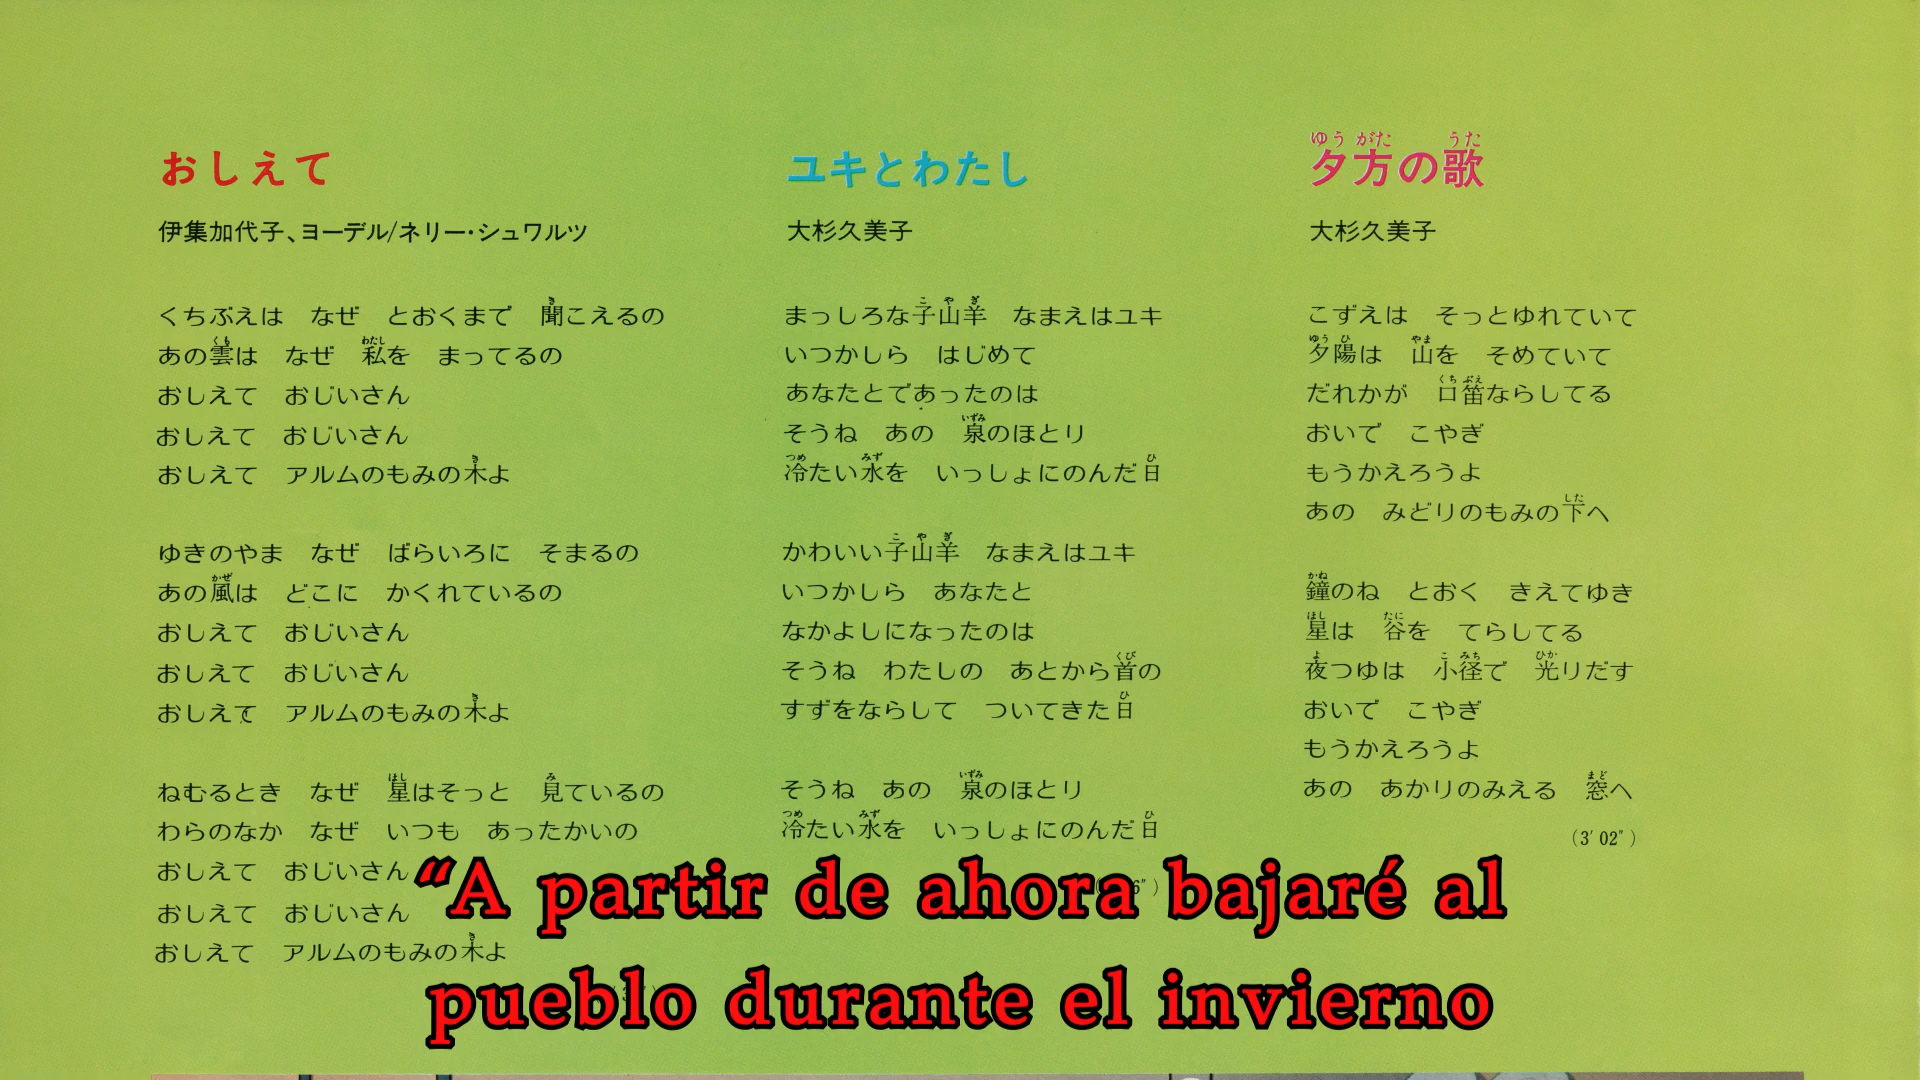 おしえて
伊集加代子、ヨーデル/ネリー・シュワルツ
くちぶえは　なぜ　とおくまで　聞こえるの
あの雲は　なぜ　私を　まってるの
おしえて　おじいさん
おしえて　おじいさん
おしえて　アルムのもみの木よ
ゆきのやま　なぜ　ばらいろに　そまるの
あの風は　どこに　かくれているの
おしえて　おじいさん
おしえて　おじいさん
おしえて　アルムのもみの木よ
ねむるとき　なぜ　星はそっと　見ているの
わらのなか　なぜ　いつも　あったかいの
おしえて　おじいさん
おしえて　おじいさん
おしえて　アルムのもみの木よ
ユキとわたし
大杉久美子
まっしろな子山羊　なまえはユキ
いつかしら　はじめて
あなたとであったのは
そうね　あの　泉のほとり
冷たい水を　いっしょにのんだ日
かわいい子山羊　なまえはユキ
いつかしら　あなたと
なかよしになったのは
そうね　わたしの　あとから首の
すずをならして　ついてきた日
そうね　あの　泉のほとり
冷たい水を　いっしょにのんだ日
夕方の歌
大杉久美子
こずえは　そっとゆれていて
夕陽は　山を　そめていて
だれかが　口笛ならしてる
おいで　こやぎ
もうかえろうよ
あの　みどりのもみの下へ
鐘のね　とおく　きえてゆき
星は　谷を　てらしてる
夜つゆは　小径で　光りだす
おいで　こやぎ
もうかえろうよ
あの　あかりのみえる　窓へ
(3′02″)
“A partir de ahora bajaré al
pueblo durante el invierno